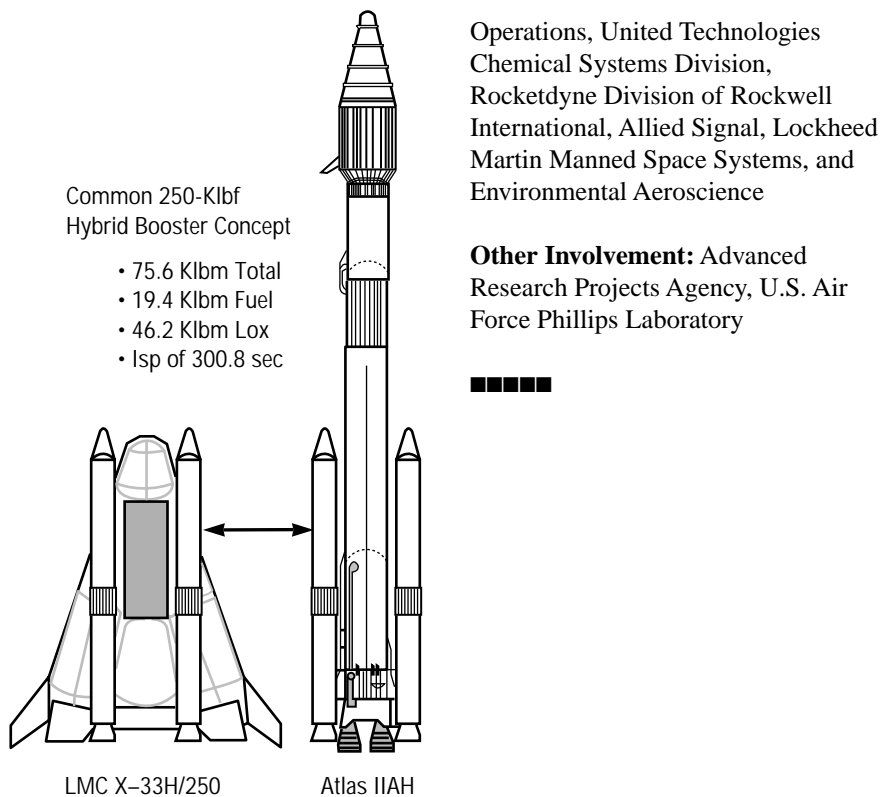 Common 250-Klbf
Hybrid Booster Concept
• 75.6 Klbm Total
• 19.4 Klbm Fuel
• 46.2 Klbm Lox
• Isp of 300.8 sec
LMC X–33H/250
Atlas IIAH
Operations, United Technologies
Chemical Systems Division,
Rocketdyne Division of Rockwell
International, Allied Signal, Lockheed
Martin Manned Space Systems, and
Environmental Aeroscience
Other Involvement: Advanced
Research Projects Agency, U.S. Air
Force Phillips Laboratory